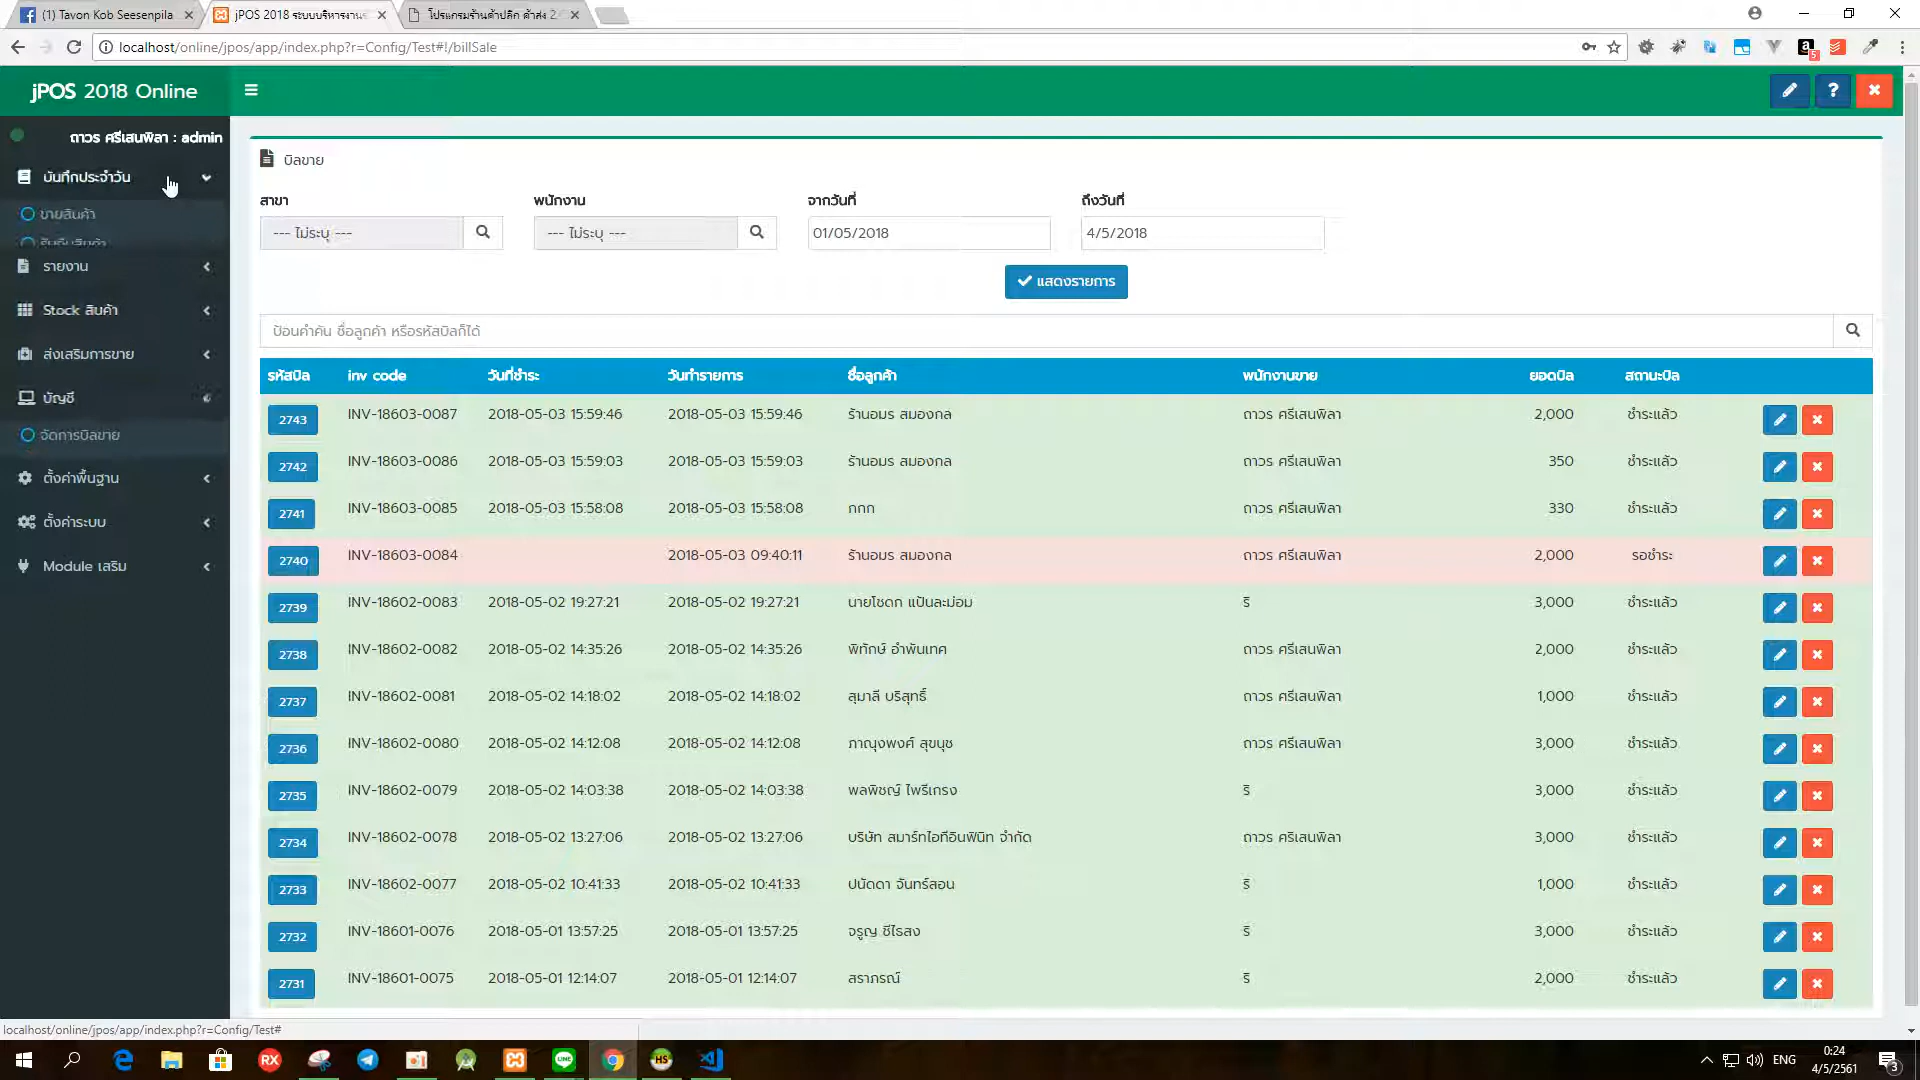 (1) Tavon Kob Seesenpila
jPOS 2018 ระบบบริหารงาน
โปรแกรมร้านค้าปลีก ค้าส่ง 2
localhost/online/jpos/app/index.php?r=Config/Test#!/billSale
5
jPOS 2018 Online
ถาวร ศรีเสนพิลา : admin
บันทึกประจำวัน
ขายสินค้า
รับคืนสินค้า
รายงาน
Stock สินค้า
ส่งเสริมการขาย
บัญชี
จัดการบิลขาย
ตั้งค่าพื้นฐาน
ตั้งค่าระบบ
Module เสริม
บิลขาย
สาขา พนักงาน จากวันที่ ถึงวันที่
--- ไม่ระบุ --- --- ไม่ระบุ --- 01/05/2018 4/5/2018
แสดงรายการ
ป้อนคำค้น ชื่อลูกค้า หรือรหัสบิลก็ได้
รหัสบิล inv code วันที่ชำระ วันทำรายการ ชื่อลูกค้า พนักงานขาย ยอดบิล สถานะบิล
2743 INV-18603-0087 2018-05-03 15:59:46 2018-05-03 15:59:46 ร้านอมร สมองกล ถาวร ศรีเสนพิลา 2,000 ชำระแล้ว
2742 INV-18603-0086 2018-05-03 15:59:03 2018-05-03 15:59:03 ร้านอมร สมองกล ถาวร ศรีเสนพิลา 350 ชำระแล้ว
2741 INV-18603-0085 2018-05-03 15:58:08 2018-05-03 15:58:08 กกก ถาวร ศรีเสนพิลา 330 ชำระแล้ว
2740 INV-18603-0084 2018-05-03 09:40:11 ร้านอมร สมองกล ถาวร ศรีเสนพิลา 2,000 รอชำระ
2739 INV-18602-0083 2018-05-02 19:27:21 2018-05-02 19:27:21 นายโชดก แป้นละม่อม ริ 3,000 ชำระแล้ว
2738 INV-18602-0082 2018-05-02 14:35:26 2018-05-02 14:35:26 พิทักษ์ อำพันเทศ ถาวร ศรีเสนพิลา 2,000 ชำระแล้ว
2737 INV-18602-0081 2018-05-02 14:18:02 2018-05-02 14:18:02 สุมาลี บริสุทธิ์ ถาวร ศรีเสนพิลา 1,000 ชำระแล้ว
2736 INV-18602-0080 2018-05-02 14:12:08 2018-05-02 14:12:08 ภาณุพงศ์ สุขนุช ถาวร ศรีเสนพิลา 3,000 ชำระแล้ว
2735 INV-18602-0079 2018-05-02 14:03:38 2018-05-02 14:03:38 พลพิชญ์ ไพรีเกรง ริ 3,000 ชำระแล้ว
2734 INV-18602-0078 2018-05-02 13:27:06 2018-05-02 13:27:06 บริษัท สมาร์ทไอทีอินฟินิท จำกัด ถาวร ศรีเสนพิลา 3,000 ชำระแล้ว
2733 INV-18602-0077 2018-05-02 10:41:33 2018-05-02 10:41:33 ปนัดดา จันทร์สอน ริ 1,000 ชำระแล้ว
2732 INV-18601-0076 2018-05-01 13:57:25 2018-05-01 13:57:25 จรูญ ชีไรสง ริ 3,000 ชำระแล้ว
2731 INV-18601-0075 2018-05-01 12:14:07 2018-05-01 12:14:07 สราภรณ์ ริ 2,000 ชำระแล้ว
localhost/online/jpos/app/index.php?r=Config/Test#
ENG
0:24
4/5/2561
3